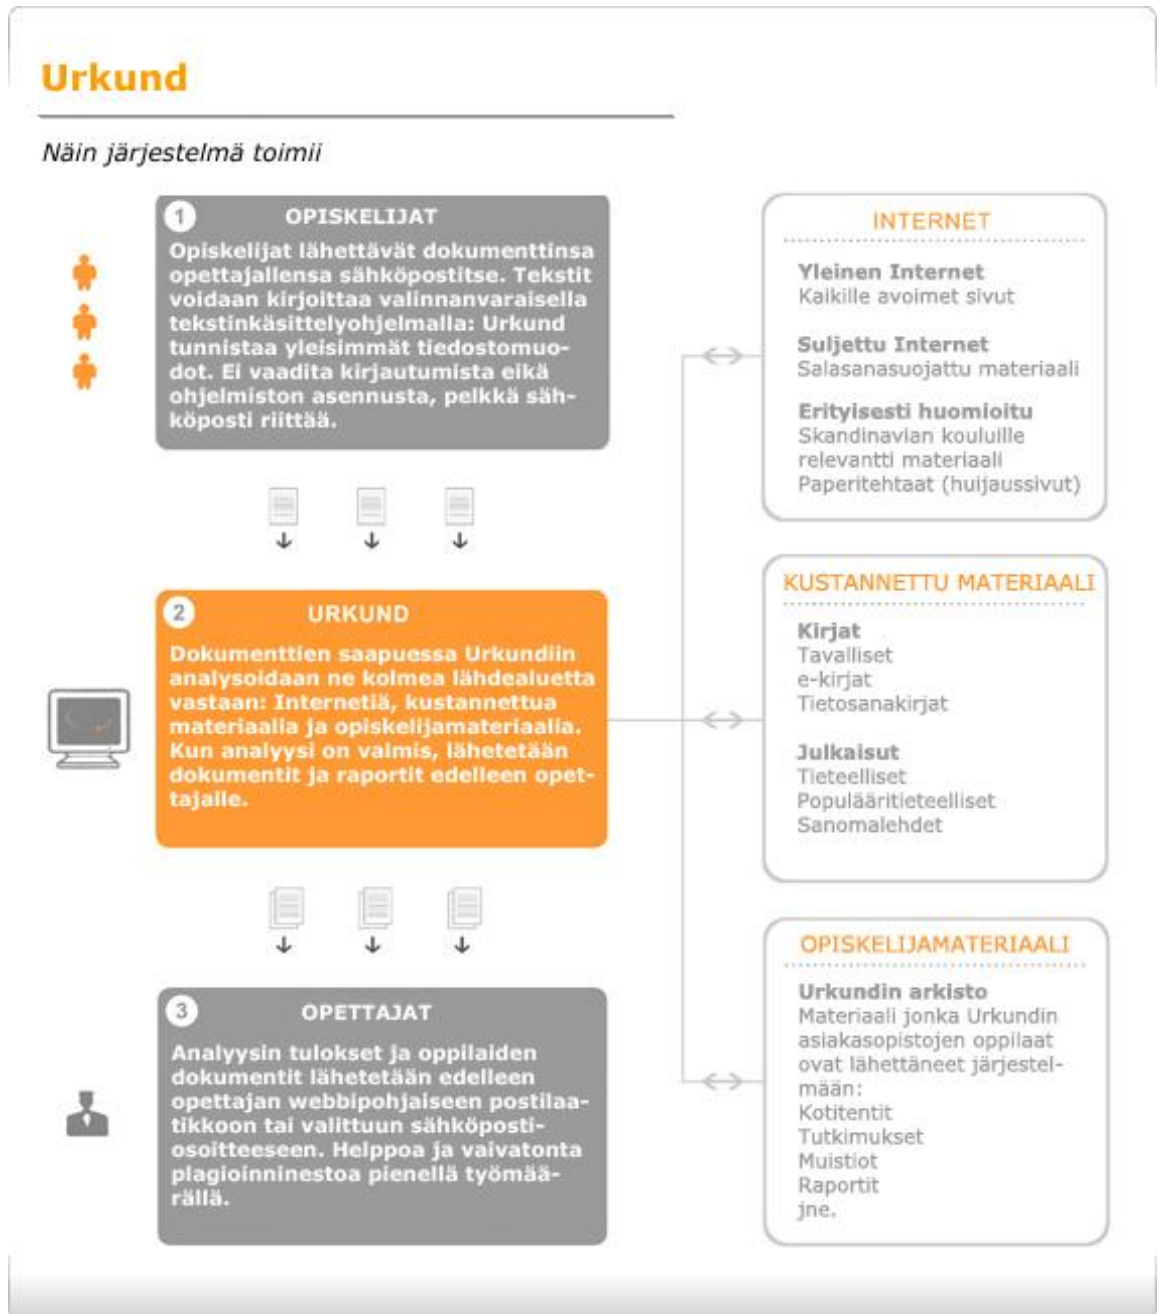 Urkund
Näin järjestelmä toimii
1 OPISKELIJAT
Opiskelijat lähettävät dokumenttinsa
opettajallensa sähköpostitse. Tekstit
voidaan kirjoittaa valinnanvaraisella
tekstinkäsittelyohjelmalla: Urkund
tunnistaa yleisimmät tiedostomuo-
dot. Ei vaadita kirjautumista eikä
ohjelmiston asennusta, pelkkä säh-
köposti riittää.
2 URKUND
Dokumenttien saapuessa Urkundiin
analysoidaan ne kolmea lähdealuetta
vastaan: Internetiä, kustannettua
materiaalia ja opiskelijamateriaalia.
Kun analyysi on valmis, lähetetään
dokumentit ja raportit edelleen opet-
tajalle.
3 OPETTAJAT
Analyysin tulokset ja oppilaiden
dokumentit lähetetään edelleen
opettajan webbipohjaiseen postilaa-
tikkoon tai valittuun sähköposti-
osoitteeseen. Helppoa ja vaivatonta
plagioinninestoa pienellä työmää-
rällä.
INTERNET
Yleinen Internet
Kaikille avoimet sivut
Suljettu Internet
Salasanasuojattu materiaali
Erityisesti huomioitu
Skandinavian kouluille
relevantti materiaali
Paperitehtaat (huijaussivut)
KUSTANNETTU MATERIAALI
Kirjat
Tavalliset
e-kirjat
Tietosanakirjat
Julkaisut
Tieteelliset
Populääritieteelliset
Sanomalehdet
OPISKELIJAMATERIAALI
Urkundin arkisto
Materiaali jonka Urkundin
asiakasopistojen oppilaat
ovat lähettäneet järjestel-
mään:
Kotitentit
Tutkimukset
Muistiot
Raportit
jne.